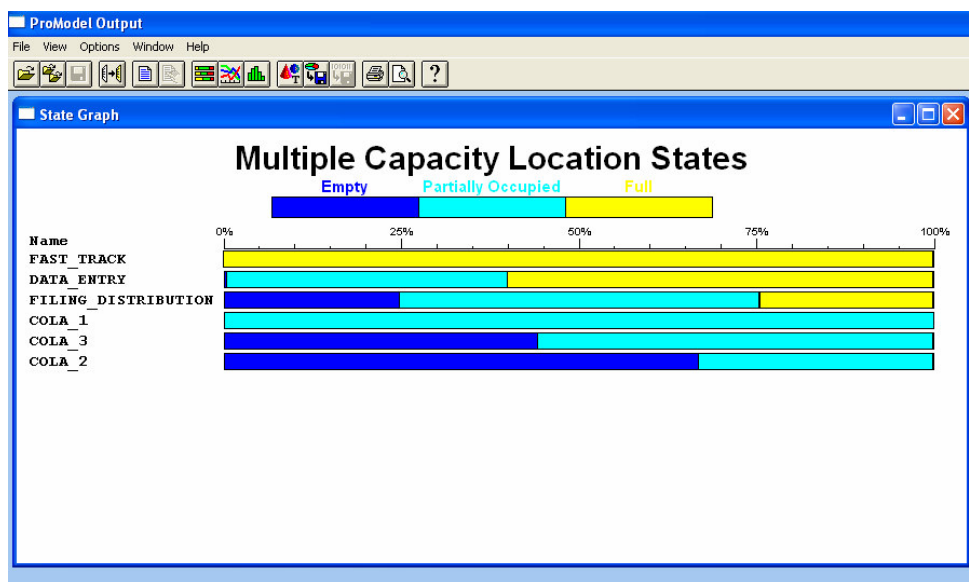 ProModel Output
File View Options Window Help
?
State Graph
Multiple Capacity Location States
Empty Partially Occupied Full
Name 0% 25% 50% 75% 100%
FAST_TRACK
DATA_ENTRY
FILING_DISTRIBUTION
COLA_1
COLA_3
COLA_2